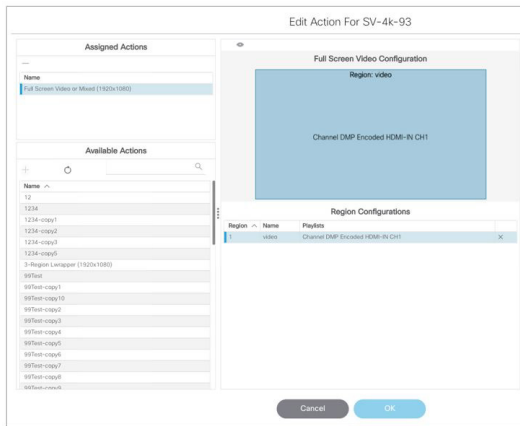 Edit Action For SV-4k-93
Assigned Actions
Name
Full Screen Video or Mixed (1920x1080)
Available Actions
Name
12
1234
1234-copy1
1234-copy2
1234-copy3
1234-copy5
3-Region Lwrapper (1920x1080)
99Test
99Test-copy1
99Test-copy10
99Test-copy2
99Test-copy3
99Test-copy4
99Test-copy5
99Test-copy6
99Test-copy7
99Test-copy8
99Test-copy9
Full Screen Video Configuration
Region: video
Channel DMP Encoded HDMI-IN CH1
Region Configurations
Region Name Playlists
1 video Channel DMP Encoded HDMI-IN CH1
Cancel OK